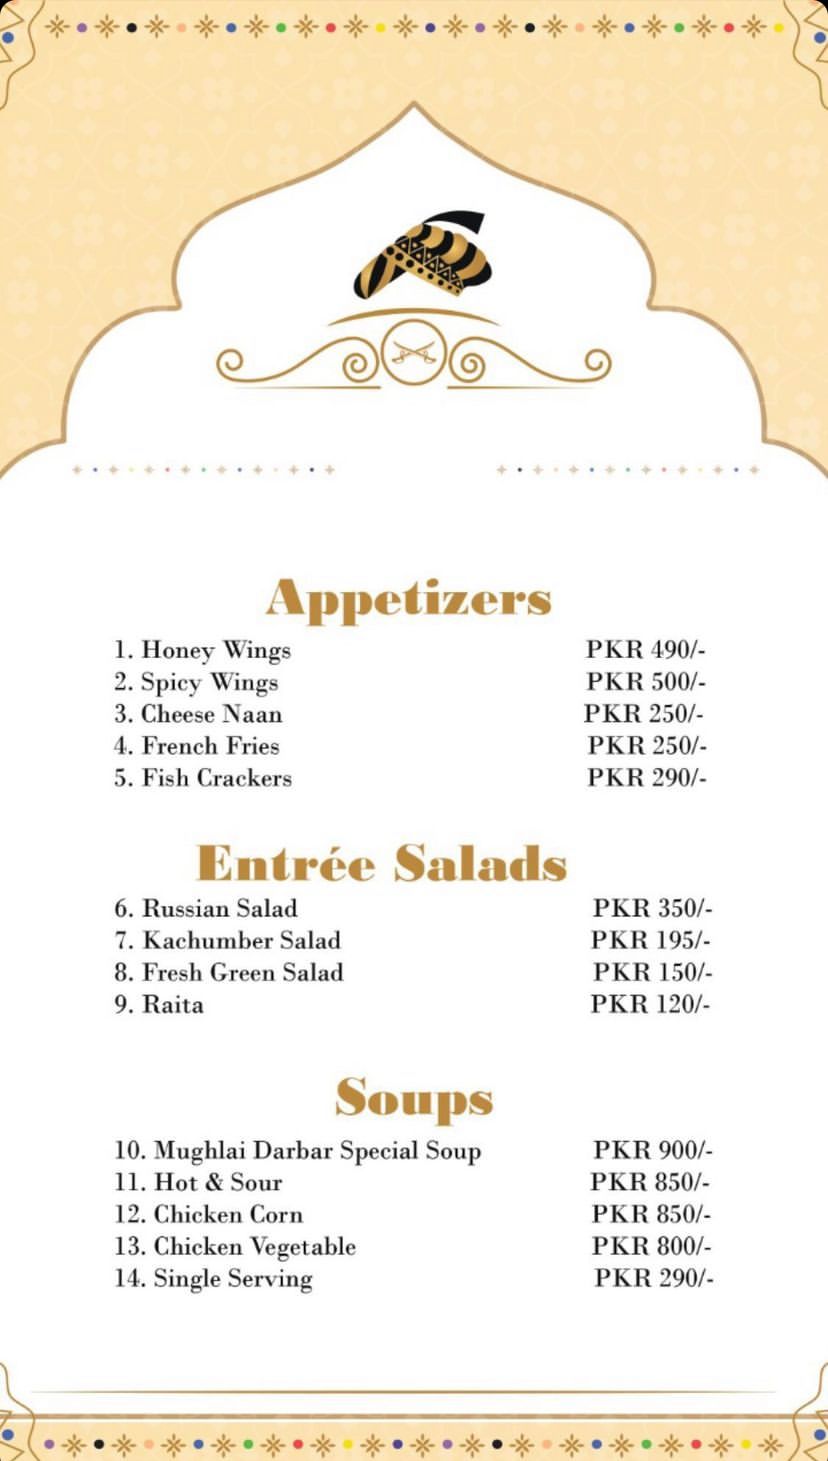 Appetizers
1. Honey Wings PKR 490/-
2. Spicy Wings PKR 500/-
3. Cheese Naan PKR 250/-
4. French Fries PKR 250/-
5. Fish Crackers PKR 290/-
Entrée Salads
6. Russian Salad PKR 350/-
7. Kachumber Salad PKR 195/-
8. Fresh Green Salad PKR 150/-
9. Raita PKR 120/-
Soups
10. Mughlai Darbar Special Soup PKR 900/-
11. Hot & Sour PKR 850/-
12. Chicken Corn PKR 850/-
13. Chicken Vegetable PKR 800/-
14. Single Serving PKR 290/-